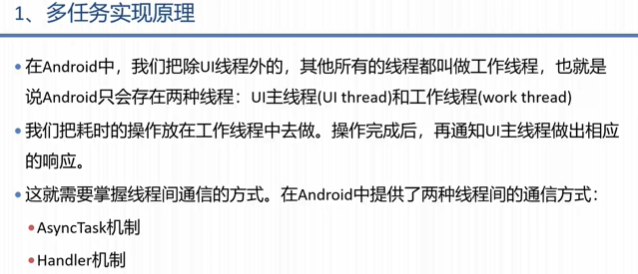 1、多任务实现原理
•在Android中，我们把除UI线程外的，其他所有的线程都叫做工作线程，也就是
说Android只会存在两种线程：UI主线程(UI thread)和工作线程(work thread)
•我们把耗时的操作放在工作线程中去做。操作完成后，再通知UI主线程做出相应
的响应。
•这就需要掌握线程间通信的方式。在Android中提供了两种线程间的通信方式：
•AsyncTask机制
•Handler机制